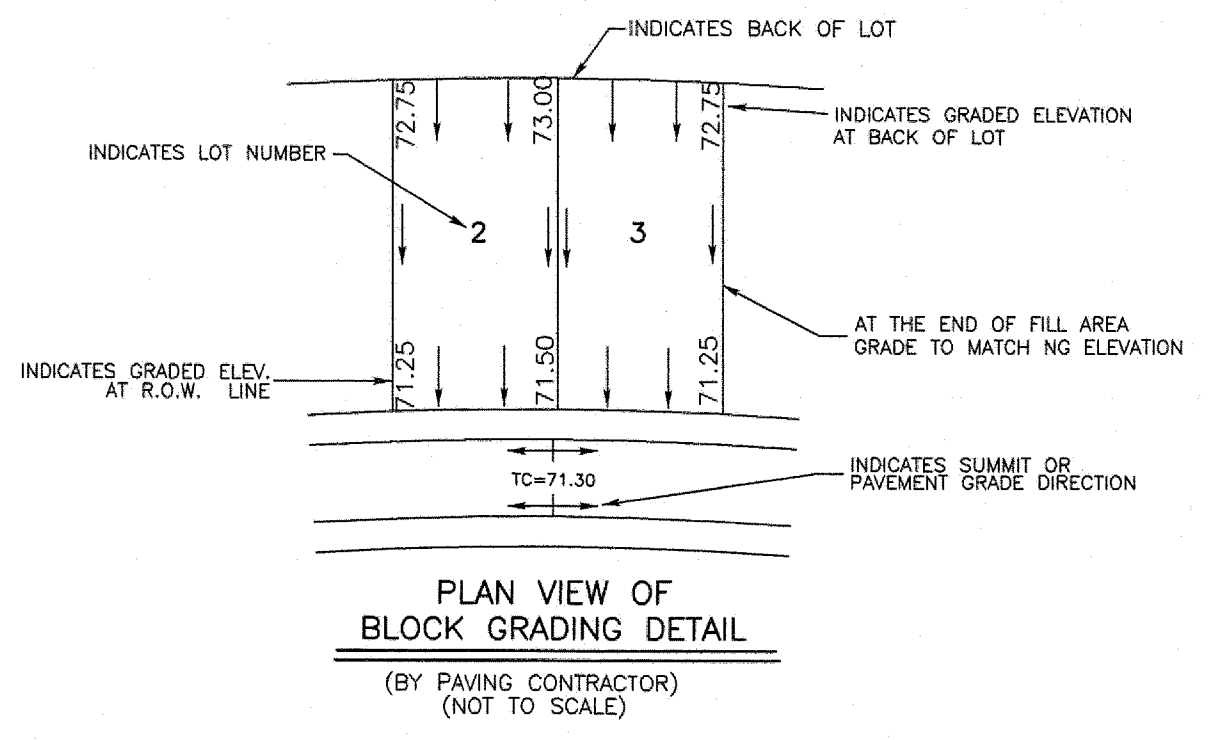 INDICATES BACK OF LOT
72.75
73.00
72.75
INDICATES GRADED ELEVATION
AT BACK OF LOT
INDICATES LOT NUMBER
2
3
AT THE END OF FILL AREA
GRADE TO MATCH NG ELEVATION
INDICATES GRADED ELEV.
AT R.O.W. LINE
71.25
71.50
71.25
TC=71.30
INDICATES SUMMIT OR
PAVEMENT GRADE DIRECTION
PLAN VIEW OF
BLOCK GRADING DETAIL
(BY PAVING CONTRACTOR)
(NOT TO SCALE)